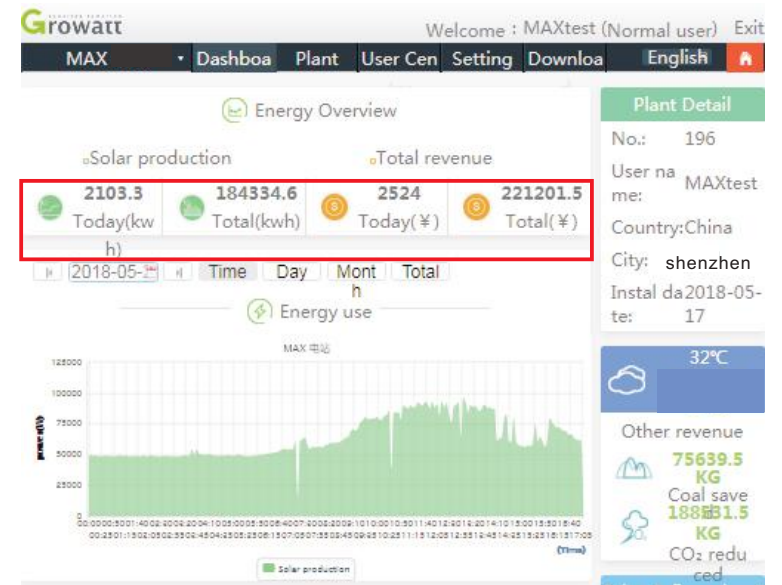 Growatt
Welcome : MAXtest (Normal user) Exit
MAX Dashboa Plant User Cen Setting Downloa English
Energy Overview
Solar production Total revenue
2103.3 184334.6 2524 221201.5
Today(kw Total(kwh) Today(¥) Total(¥)
h)
2018-05- Time Day Mont Total
h
Energy use
MAX 电站
125000
100000
75000
50000
25000
0
power(W)
(Time)
Solar production
Plant Detail
No.: 196
User na MAXtest
me:
Country:China
City: shenzhen
Instal da2018-05-
te: 17
32℃
Other revenue
75639.5
KG
Coal save
KG
CO₂ redu
ced